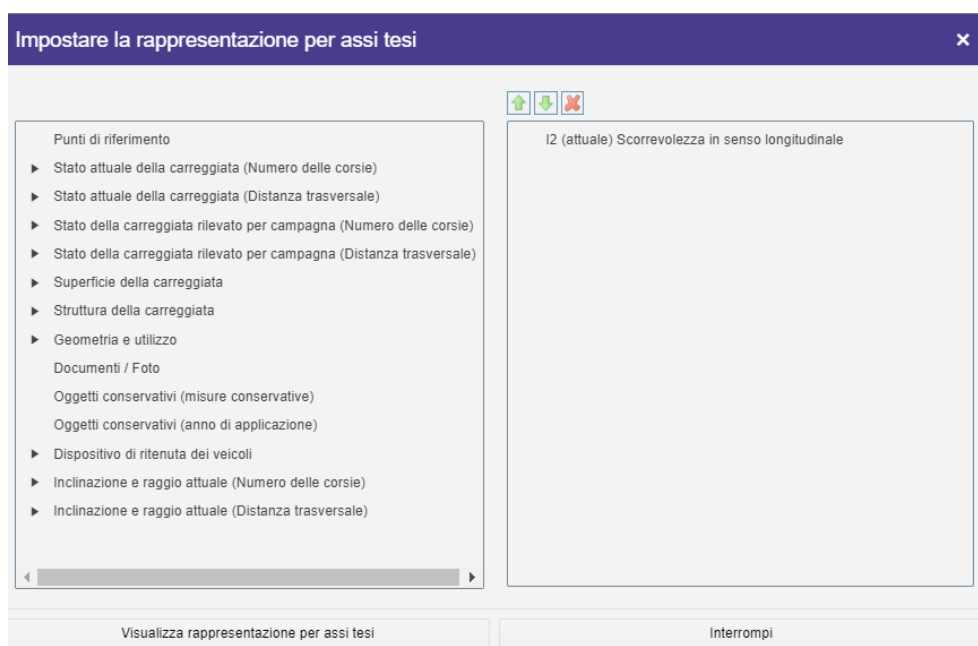 Impostare la rappresentazione per assi tesi
Punti di riferimento
Stato attuale della carreggiata (Numero delle corsie)
Stato attuale della carreggiata (Distanza trasversale)
Stato della carreggiata rilevato per campagna (Numero delle corsie)
Stato della carreggiata rilevato per campagna (Distanza trasversale)
Superficie della carreggiata
Struttura della carreggiata
Geometria e utilizzo
Documenti / Foto
Oggetti conservativi (misure conservative)
Oggetti conservativi (anno di applicazione)
Dispositivo di ritenuta dei veicoli
Inclinazione e raggio attuale (Numero delle corsie)
Inclinazione e raggio attuale (Distanza trasversale)
I2 (attuale) Scorrevolezza in senso longitudinale
Visualizza rappresentazione per assi tesi
Interrompi